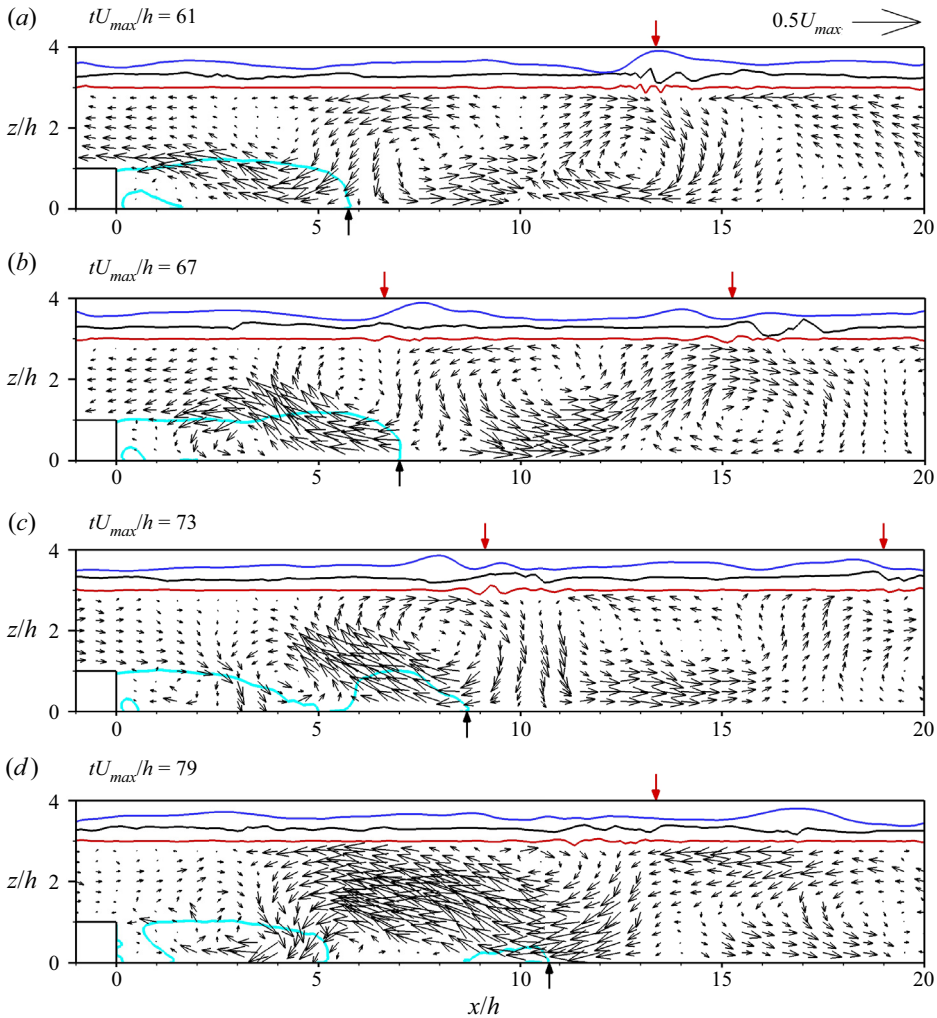 (a) tU_max/h = 61 0.5U_max
4
z/h 2
0
0 5 10 15 20
(b) tU_max/h = 67
4
z/h 2
0
0 5 10 15 20
(c) tU_max/h = 73
4
z/h 2
0
0 5 10 15 20
(d) tU_max/h = 79
4
z/h 2
0
0 5 10 15 20
x/h